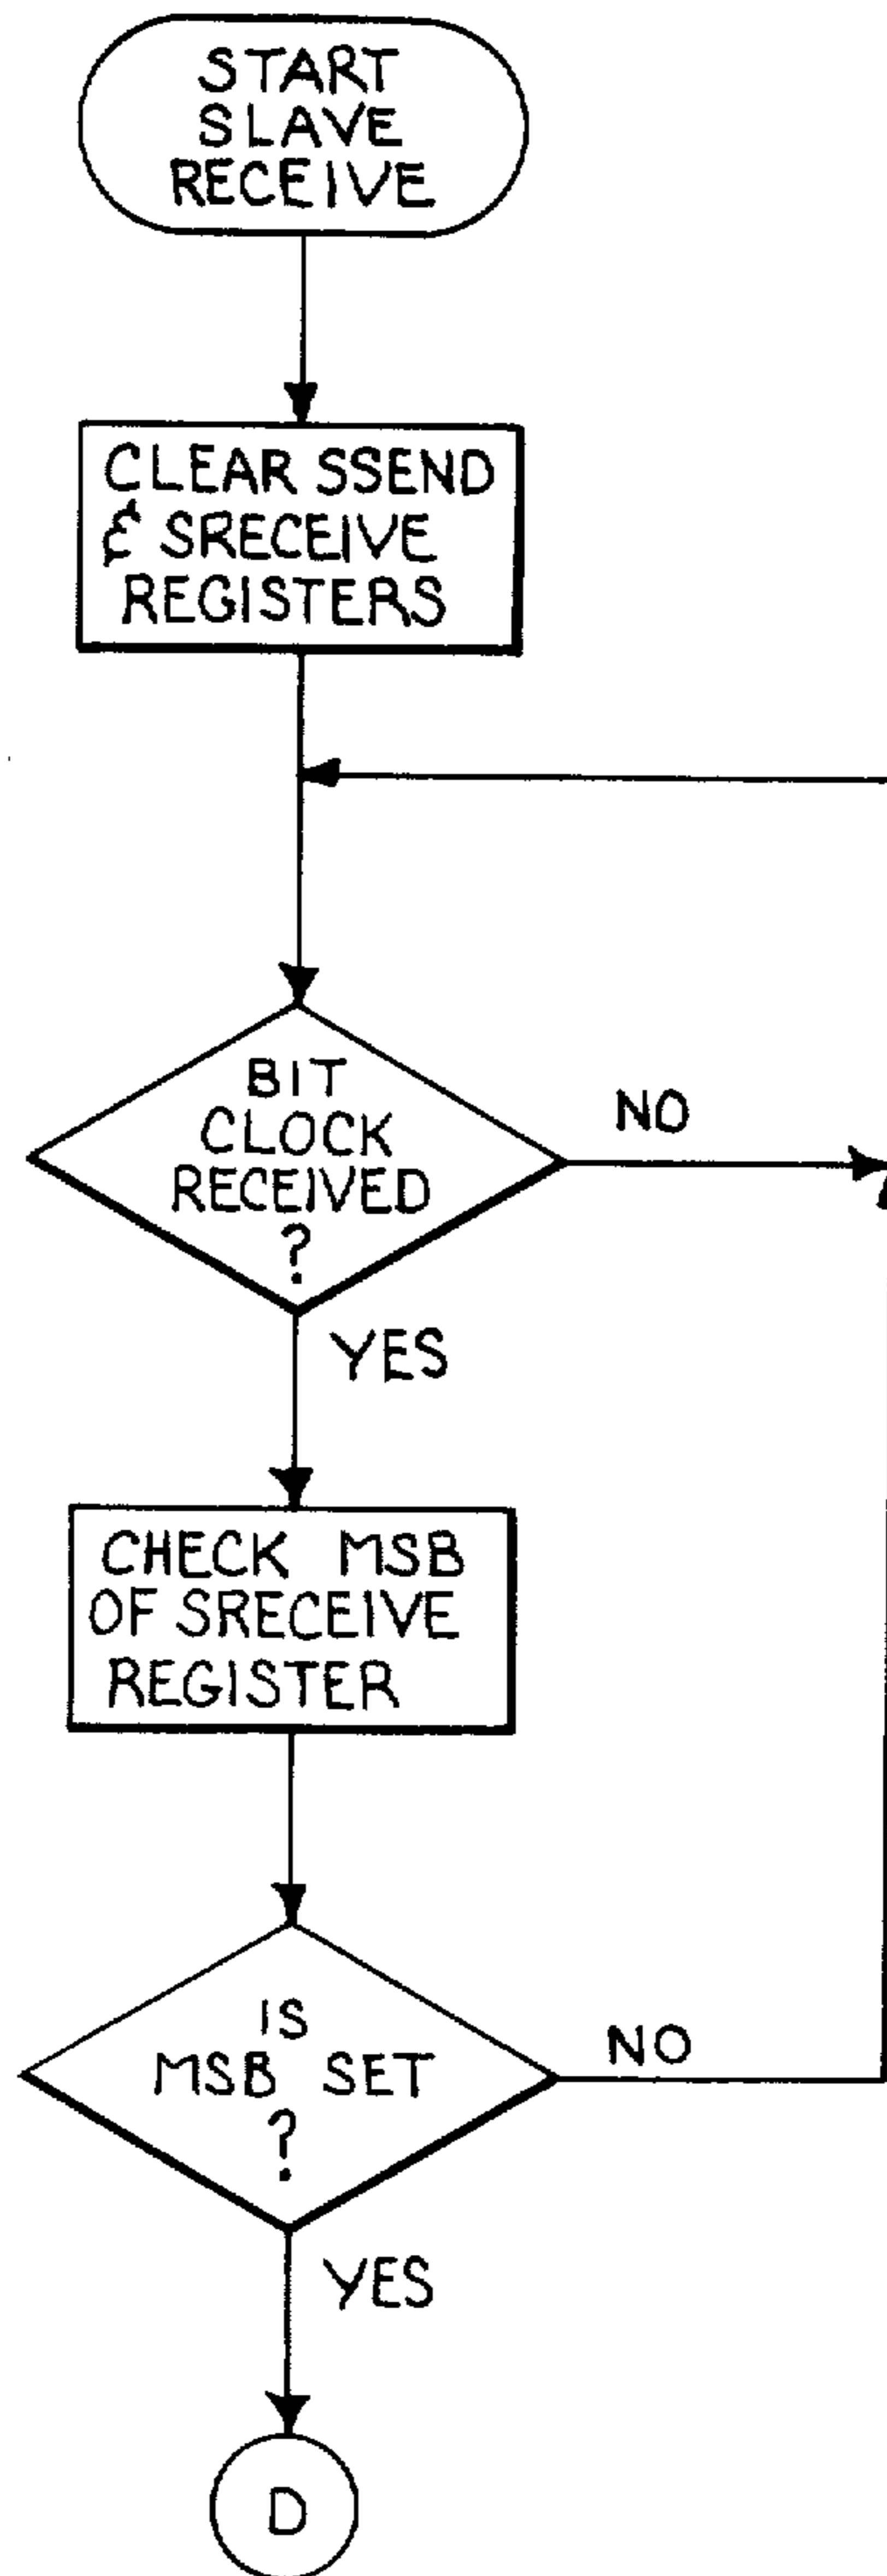 START
SLAVE
RECEIVE
CLEAR SSEND
& SRECEIVE
REGISTERS
BIT
CLOCK
RECEIVED
?
NO
YES
CHECK MSB
OF SRECEIVE
REGISTER
IS
MSB SET
?
NO
YES
D